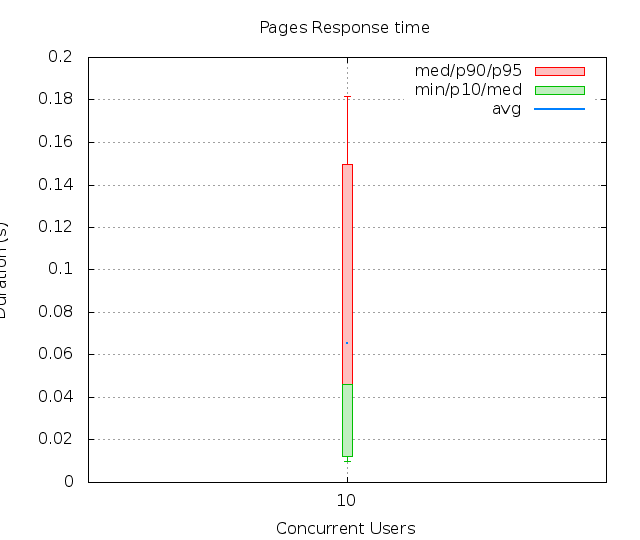 Pages Response time
0.2
0.18
0.16
0.14
0.12
0.1
0.08
0.06
0.04
0.02
0
med/p90/p95
min/p10/med
avg
Duration (s)
10
Concurrent Users